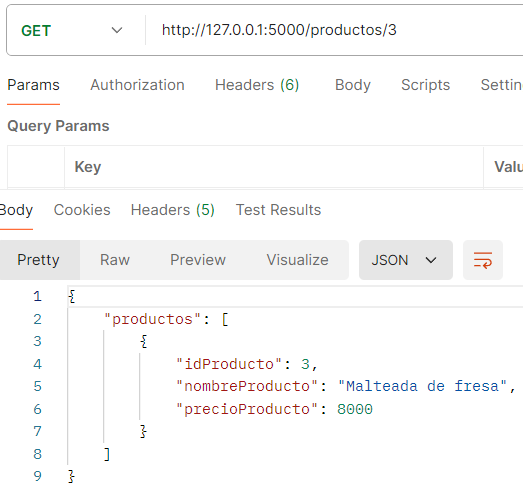 GET http://127.0.0.1:5000/productos/3
Params Authorization Headers (6) Body Scripts
Query Params
Key
Body Cookies Headers (5) Test Results
Pretty Raw Preview Visualize JSON
1 {
2 "productos": [
3 {
4 "idProducto": 3,
5 "nombreProducto": "Malteada de fresa",
6 "precioProducto": 8000
7 }
8 ]
9 }